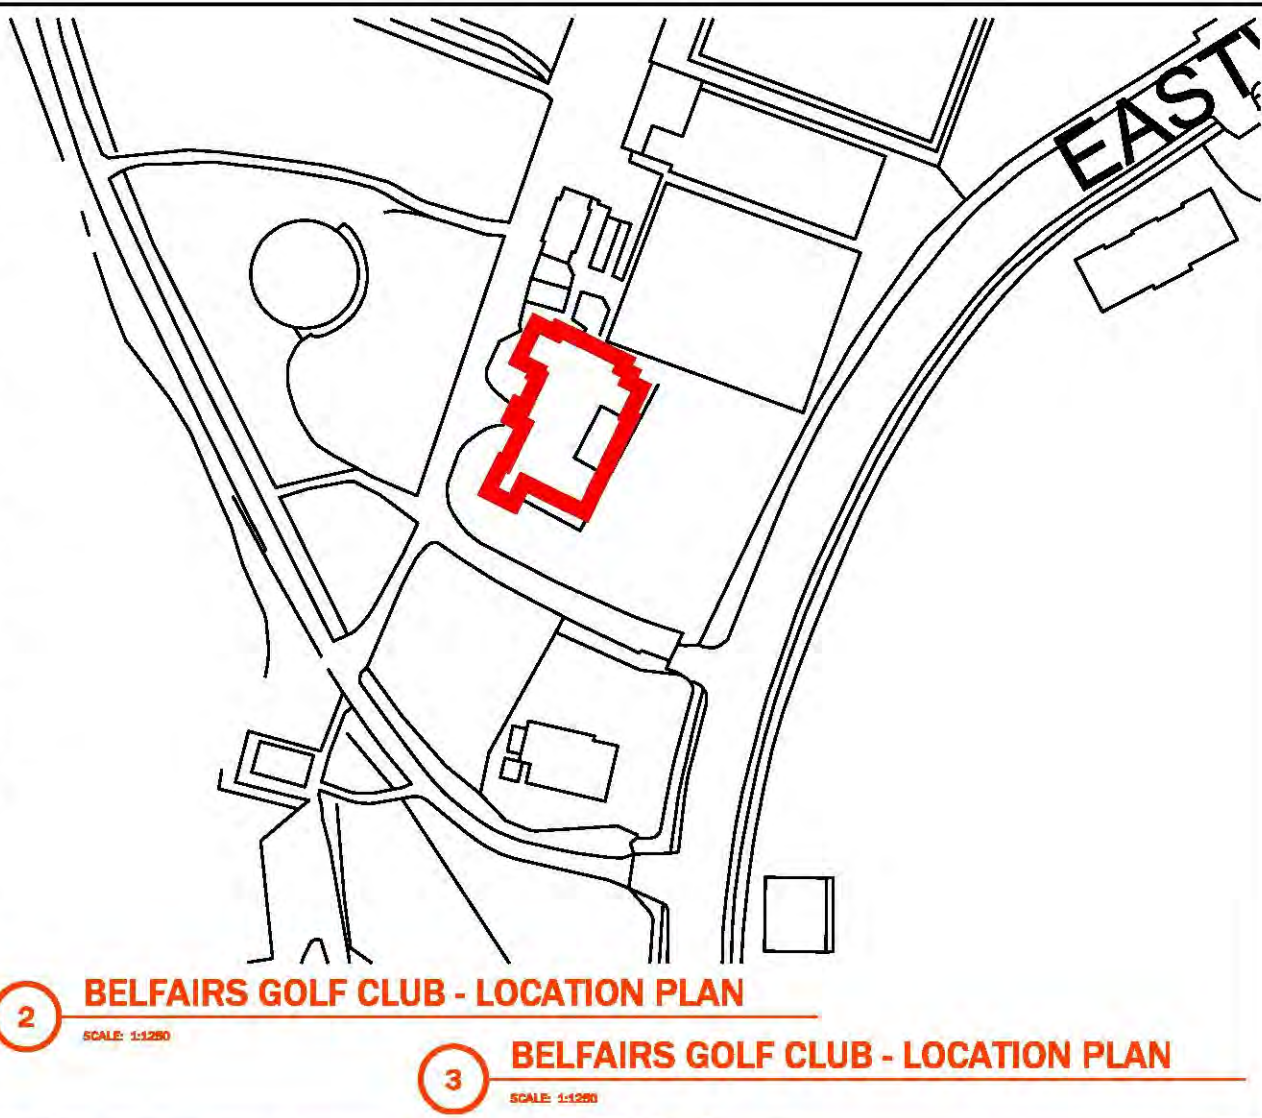 EAST
2
BELFAIRS GOLF CLUB - LOCATION PLAN
SCALE: 1:1250
3
BELFAIRS GOLF CLUB - LOCATION PLAN
SCALE: 1:1250